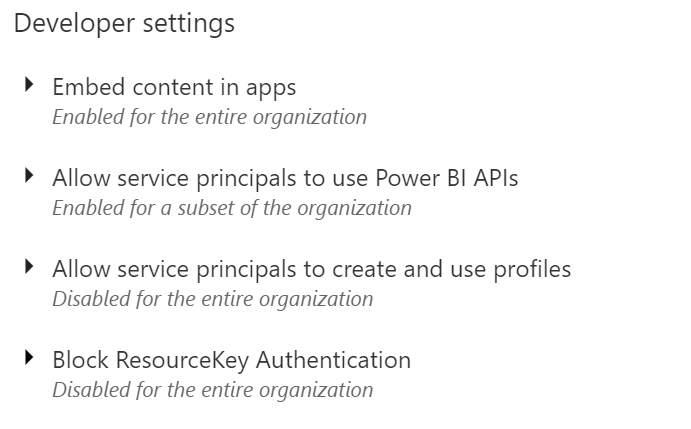 Developer settings
Embed content in apps
Enabled for the entire organization
Allow service principals to use Power BI APIs
Enabled for a subset of the organization
Allow service principals to create and use profiles
Disabled for the entire organization
Block ResourceKey Authentication
Disabled for the entire organization